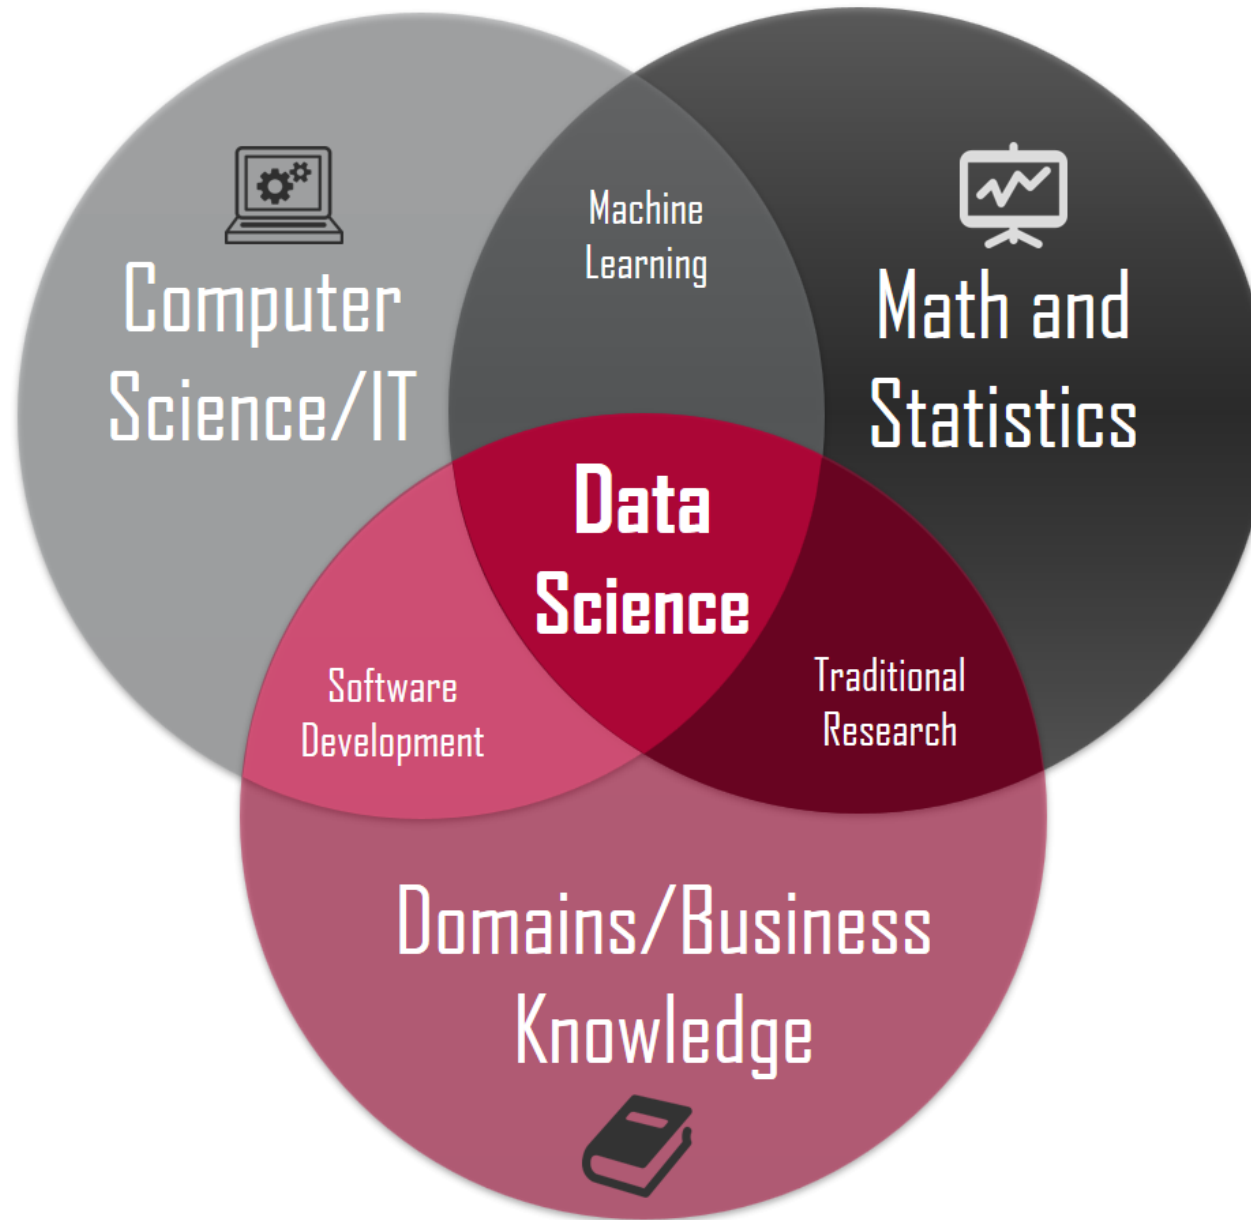 Machine
Learning
Computer
Science/IT
Math and
Statistics
Data
Science
Software
Development
Traditional
Research
Domains/Business
Knowledge